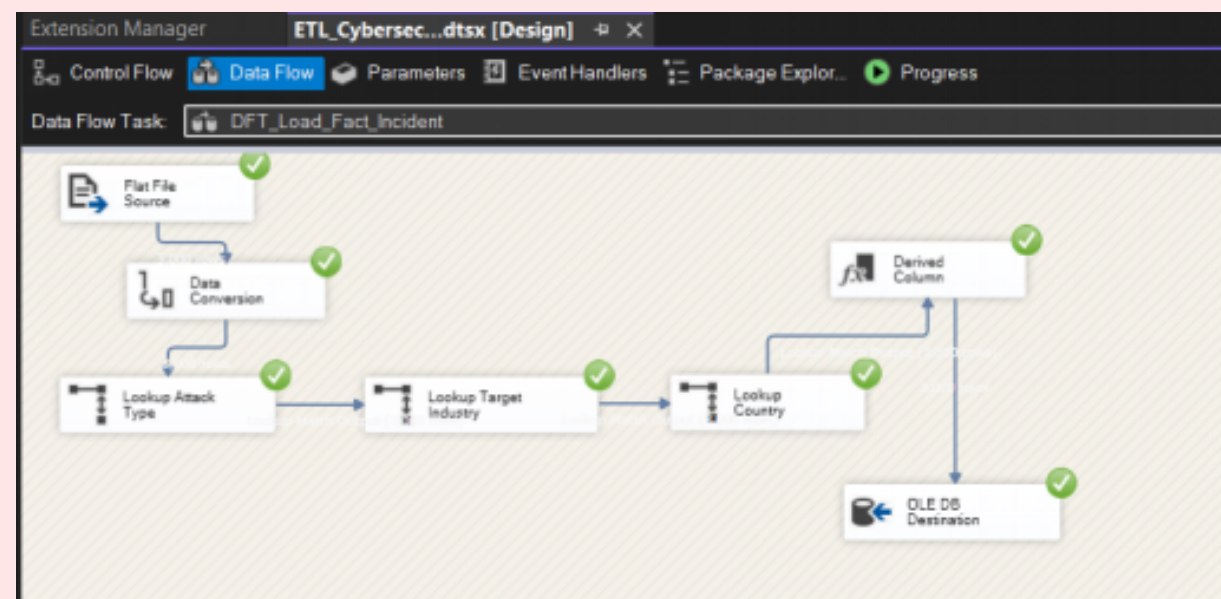 Extension Manager
ETL_Cybersec...dtsx [Design]
Control Flow
Data Flow
Parameters
Event Handlers
Package Explor...
Progress
Data Flow Task:
DFT_Load_Fact_Incident
Flat File
Source
Data
Conversion
Lookup Attack
Type
Lookup Target
Industry
Lookup
Country
Derived
Column
OLE DB
Destination